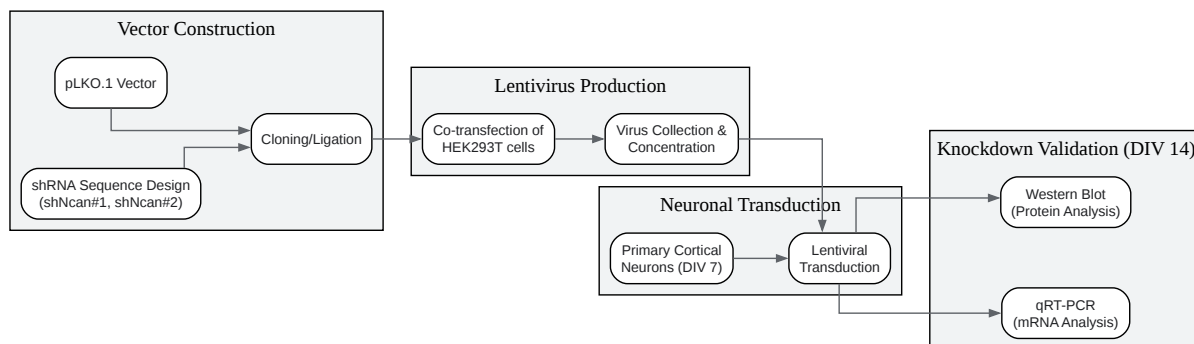 Vector Construction
pLKO.1 Vector
Cloning/Ligation
shRNA Sequence Design
(shNcan#1, shNcan#2)
Lentivirus Production
Co-transfection of
HEK293T cells
Virus Collection &
Concentration
Neuronal Transduction
Primary Cortical
Neurons (DIV 7)
Lentiviral
Transduction
Knockdown Validation (DIV 14)
Western Blot
(Protein Analysis)
qRT-PCR
(mRNA Analysis)